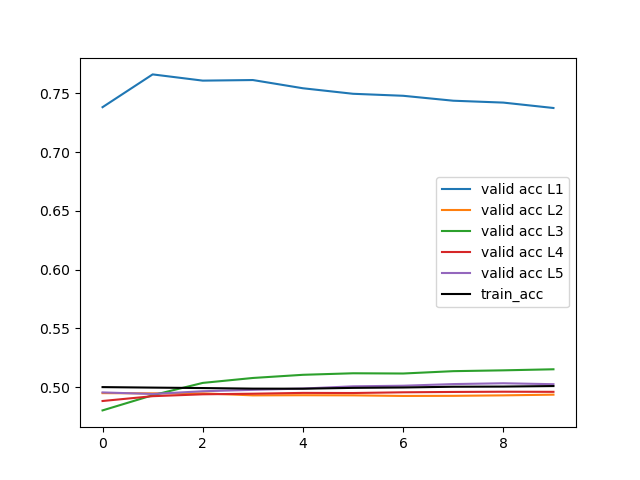 0.75
0.70
0.65
0.60
0.55
0.50
valid acc L1
valid acc L2
valid acc L3
valid acc L4
valid acc L5
train_acc
0 2 4 6 8